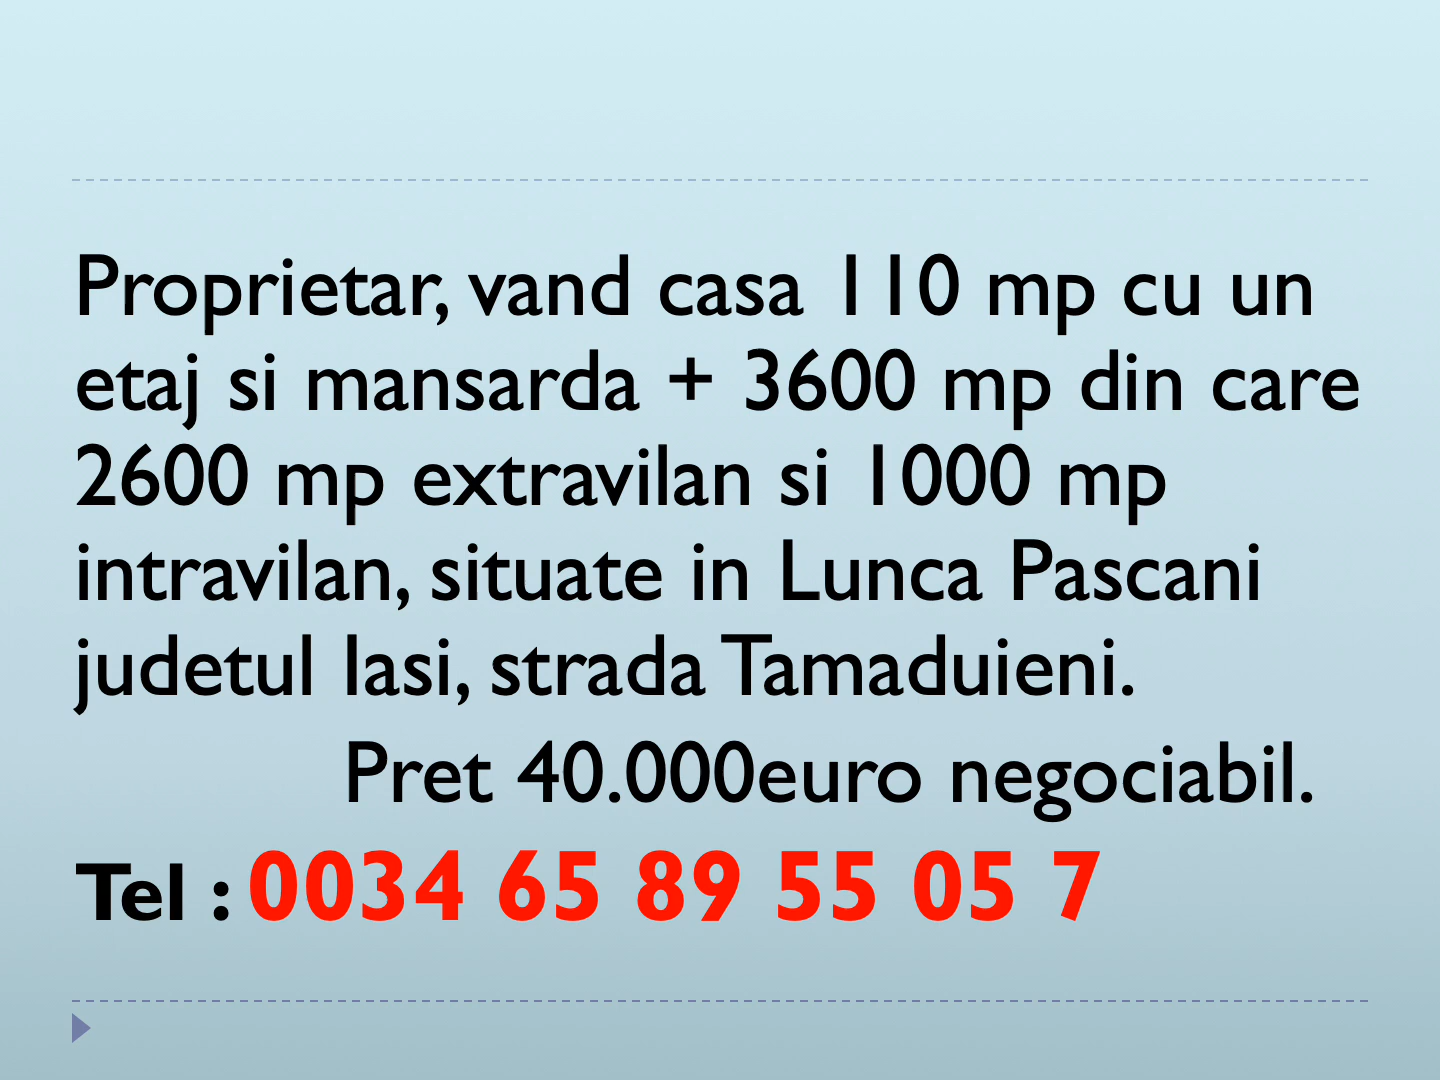 Proprietar, vand casa 110 mp cu un
etaj si mansarda + 3600 mp din care
2600 mp extravilan si 1000 mp
intravilan, situate in Lunca Pascani
judetul Iasi, strada Tamaduieni.
Pret 40.000euro negociabil.
Tel : 0034 65 89 55 05 7